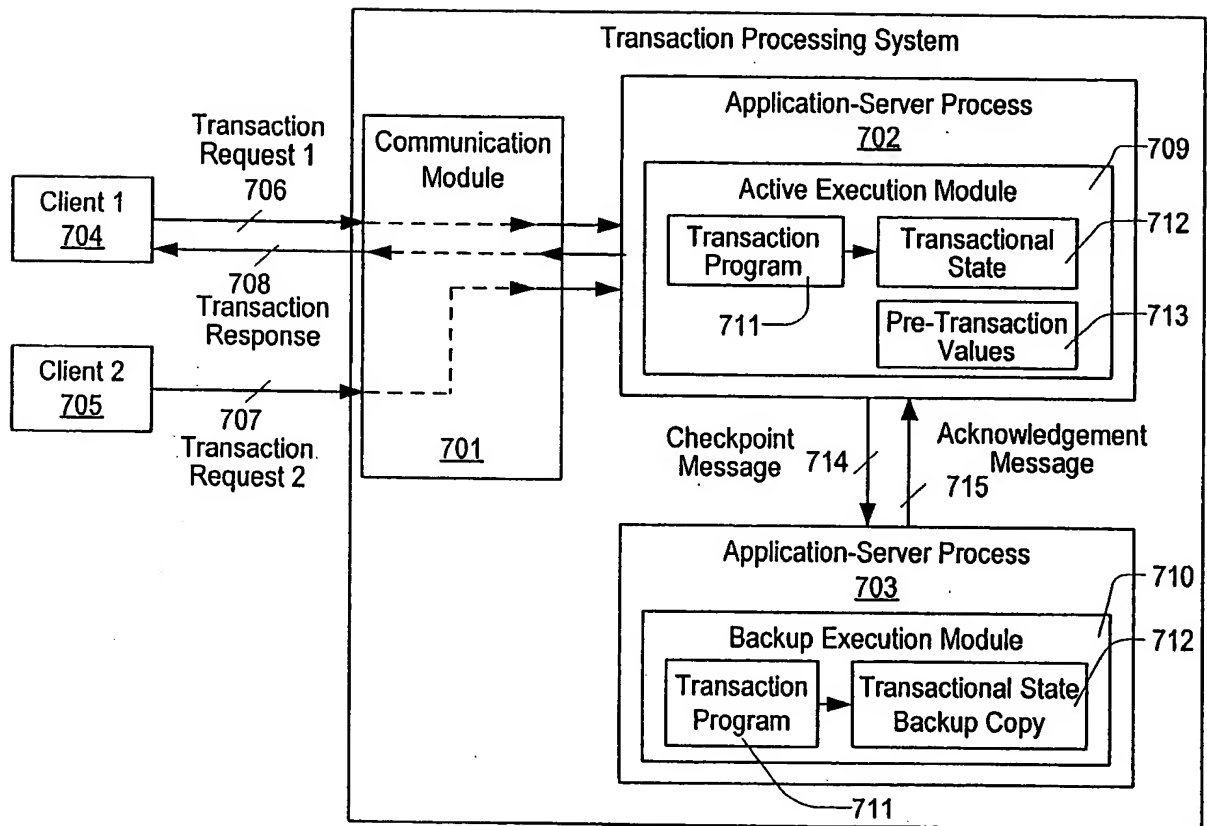 Transaction Processing System
Application-Server Process
702
709
Active Execution Module
Transaction
Program
711
Transactional
State
712
Pre-Transaction
Values
713
Communication
Module
701
Transaction
Request 1
706
Client 1
704
708
Transaction
Response
Client 2
705
707
Transaction
Request 2
Checkpoint
Message
714
Acknowledgement
Message
715
Application-Server Process
703
710
Backup Execution Module
712
Transaction
Program
Transactional State
Backup Copy
711